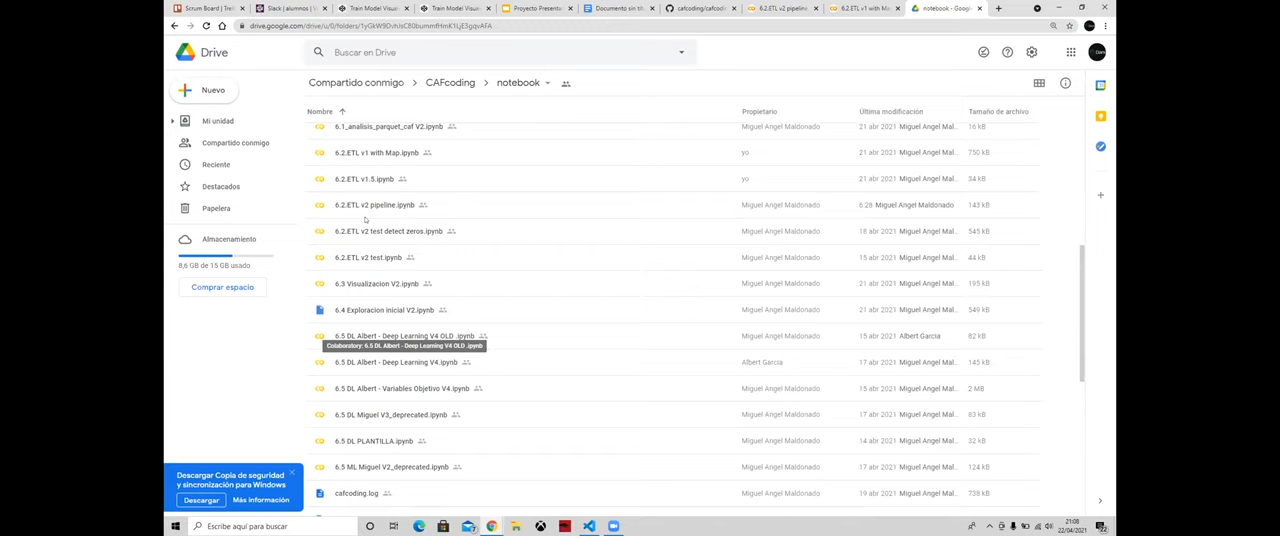 Scrum Board | Trel
Slack | alumnos | V
Train Model Visual
Train Model Visual
Proyecto Presentac
Documento sin tít
cafcoding/cafcodin
6.2.ETL v2 pipeline
6.2.ETL v1 with Ma
notebook - Google
drive.google.com/drive/u/0/folders/
Drive
Buscar en Drive
Nuevo
Compartido conmigo > CAFcoding > notebook
Mi unidad
Compartido conmigo
Reciente
Destacados
Papelera
Almacenamiento
8,6 GB de 15 GB usado
Comprar espacio
Nombre Propietario Última modificación Tamaño de archivo
6.1_analisis_parquet_caf V2.ipynb Miguel Angel Maldonado 21 abr 2021 Miguel Angel Mal... 16 kB
6.2.ETL v1 with Map.ipynb yo 21 abr 2021 Miguel Angel Mal... 750 kB
6.2.ETL v1.5.ipynb yo 21 abr 2021 Miguel Angel Mal... 34 kB
6.2.ETL v2 pipeline.ipynb Miguel Angel Maldonado 6:28 Miguel Angel Maldonado 143 kB
6.2.ETL v2 test detect zeros.ipynb Miguel Angel Maldonado 18 abr 2021 Miguel Angel Mal... 545 kB
6.2.ETL v2 test.ipynb Miguel Angel Maldonado 15 abr 2021 Miguel Angel Mal... 44 kB
6.3 Visualizacion V2.ipynb Miguel Angel Maldonado 21 abr 2021 Miguel Angel Mal... 195 kB
6.4 Exploracion inicial V2.ipynb Miguel Angel Maldonado 21 abr 2021 Miguel Angel Mal... 549 kB
6.5 DL Albert - Deep Learning V4 OLD .ipynb Miguel Angel Maldonado 15 abr 2021 Albert Garcia 82 kB
Colaboratory: 6.5 DL Albert - Deep Learning V4 OLD .ipynb
6.5 DL Albert - Deep Learning V4.ipynb Albert Garcia 17 abr 2021 Miguel Angel Mal... 145 kB
6.5 DL Albert - Variables Objetivo V4.ipynb Miguel Angel Maldonado 15 abr 2021 Miguel Angel Mal... 2 MB
6.5 DL Miguel V3_deprecated.ipynb Miguel Angel Maldonado 17 abr 2021 Miguel Angel Mal... 83 kB
6.5 DL PLANTILLA.ipynb Miguel Angel Maldonado 14 abr 2021 Miguel Angel Mal... 32 kB
6.5 ML Miguel V2_deprecated.ipynb Miguel Angel Maldonado 17 abr 2021 Miguel Angel Mal... 124 kB
cafcoding.log Miguel Angel Maldonado 19 abr 2021 Miguel Angel Mal... 738 kB
Descargar Copia de seguridad
y sincronización para Windows
Descargar Más información
Escribe aquí para buscar
21:08
22/04/2021